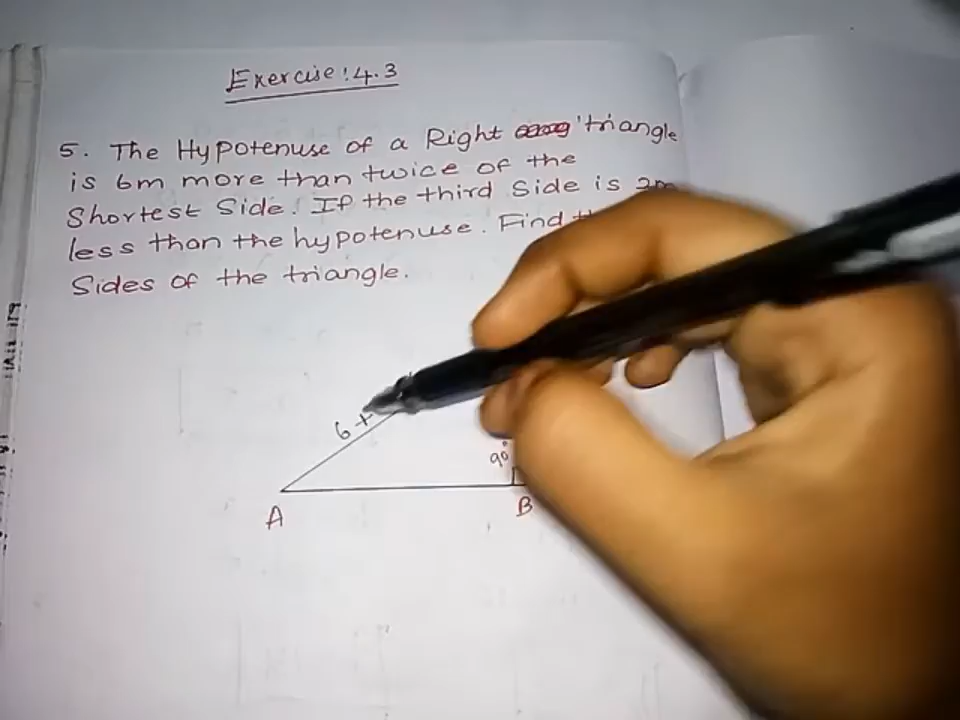 Exercise: 4.3
5. The Hypotenuse of a Right triangle
is 6m more than twice of the
Shortest Side. If the third Side is 2m
less than the hypotenuse. Find
Sides of the triangle.
6+
90°
A
B